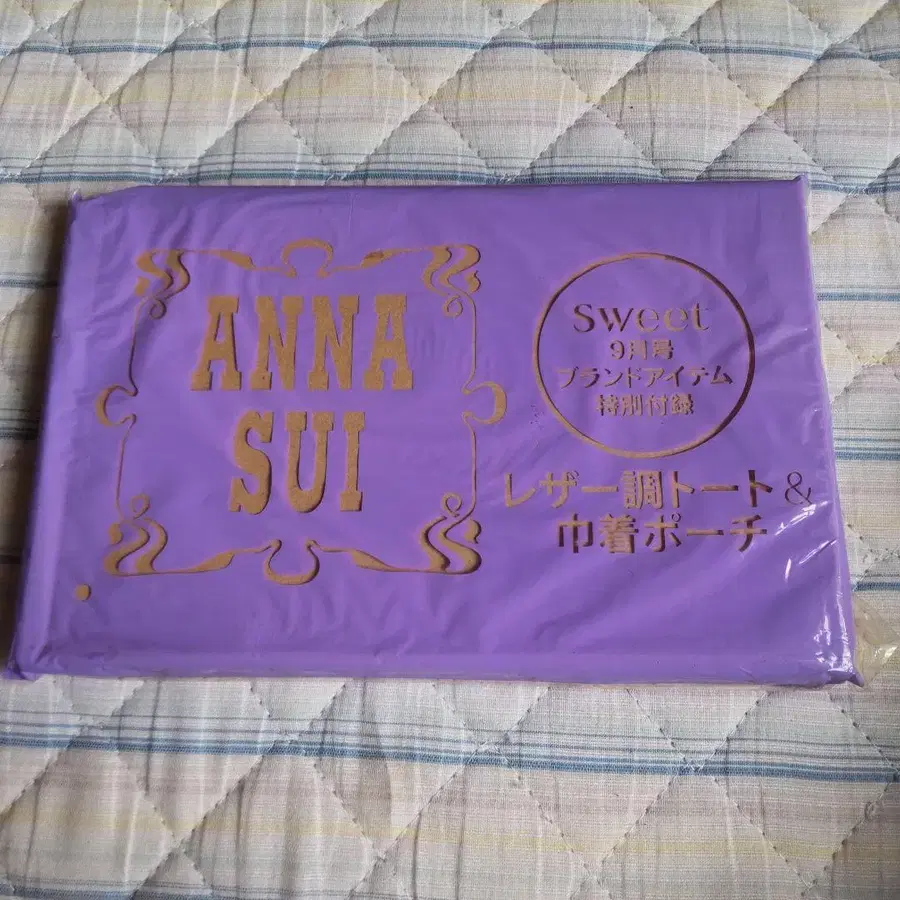 ANNA
SUI
sweet
9月号
ブランドアイテム
特別付録
レザー調トート&
巾着ポーチ